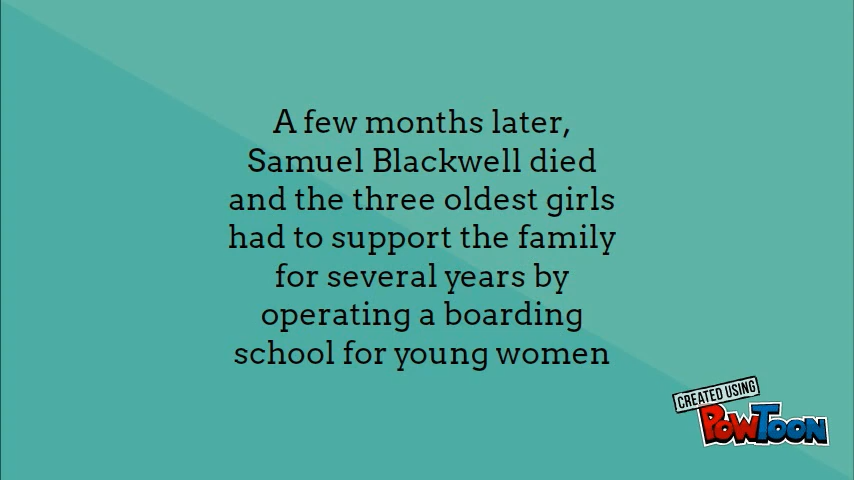 A few months later,
Samuel Blackwell died
and the three oldest girls
had to support the family
for several years by
operating a boarding
school for young women
CREATED USING
POWTOON